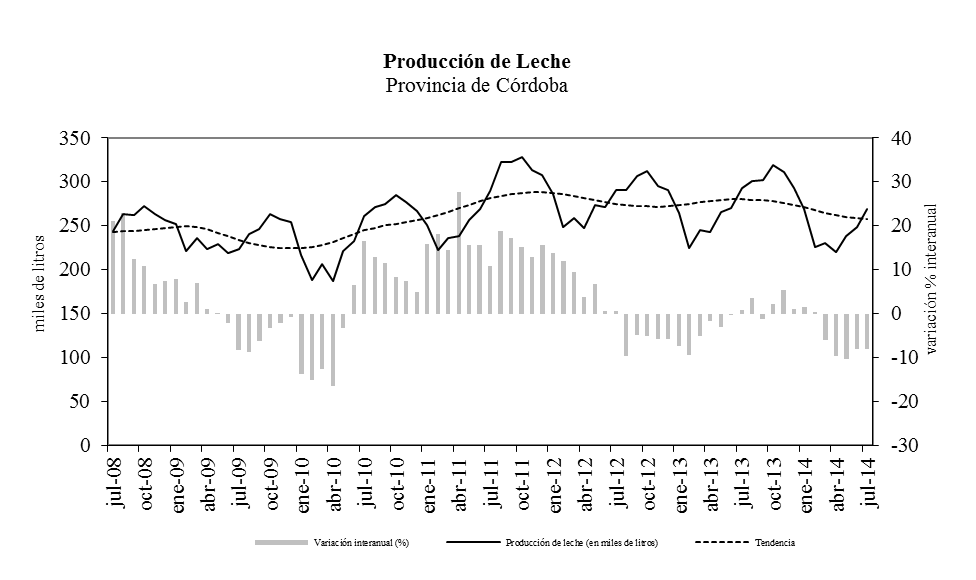 Producción de Leche
Provincia de Córdoba
350
300
250
200
150
100
50
0
miles de litros
40
30
20
10
0
-10
-20
-30
variación % interanual
jul-08
oct-08
ene-09
abr-09
jul-09
oct-09
ene-10
abr-10
jul-10
oct-10
ene-11
abr-11
jul-11
oct-11
ene-12
abr-12
jul-12
oct-12
ene-13
abr-13
jul-13
oct-13
ene-14
abr-14
jul-14
Variación interanual (%)
Producción de leche (en miles de litros)
Tendencia